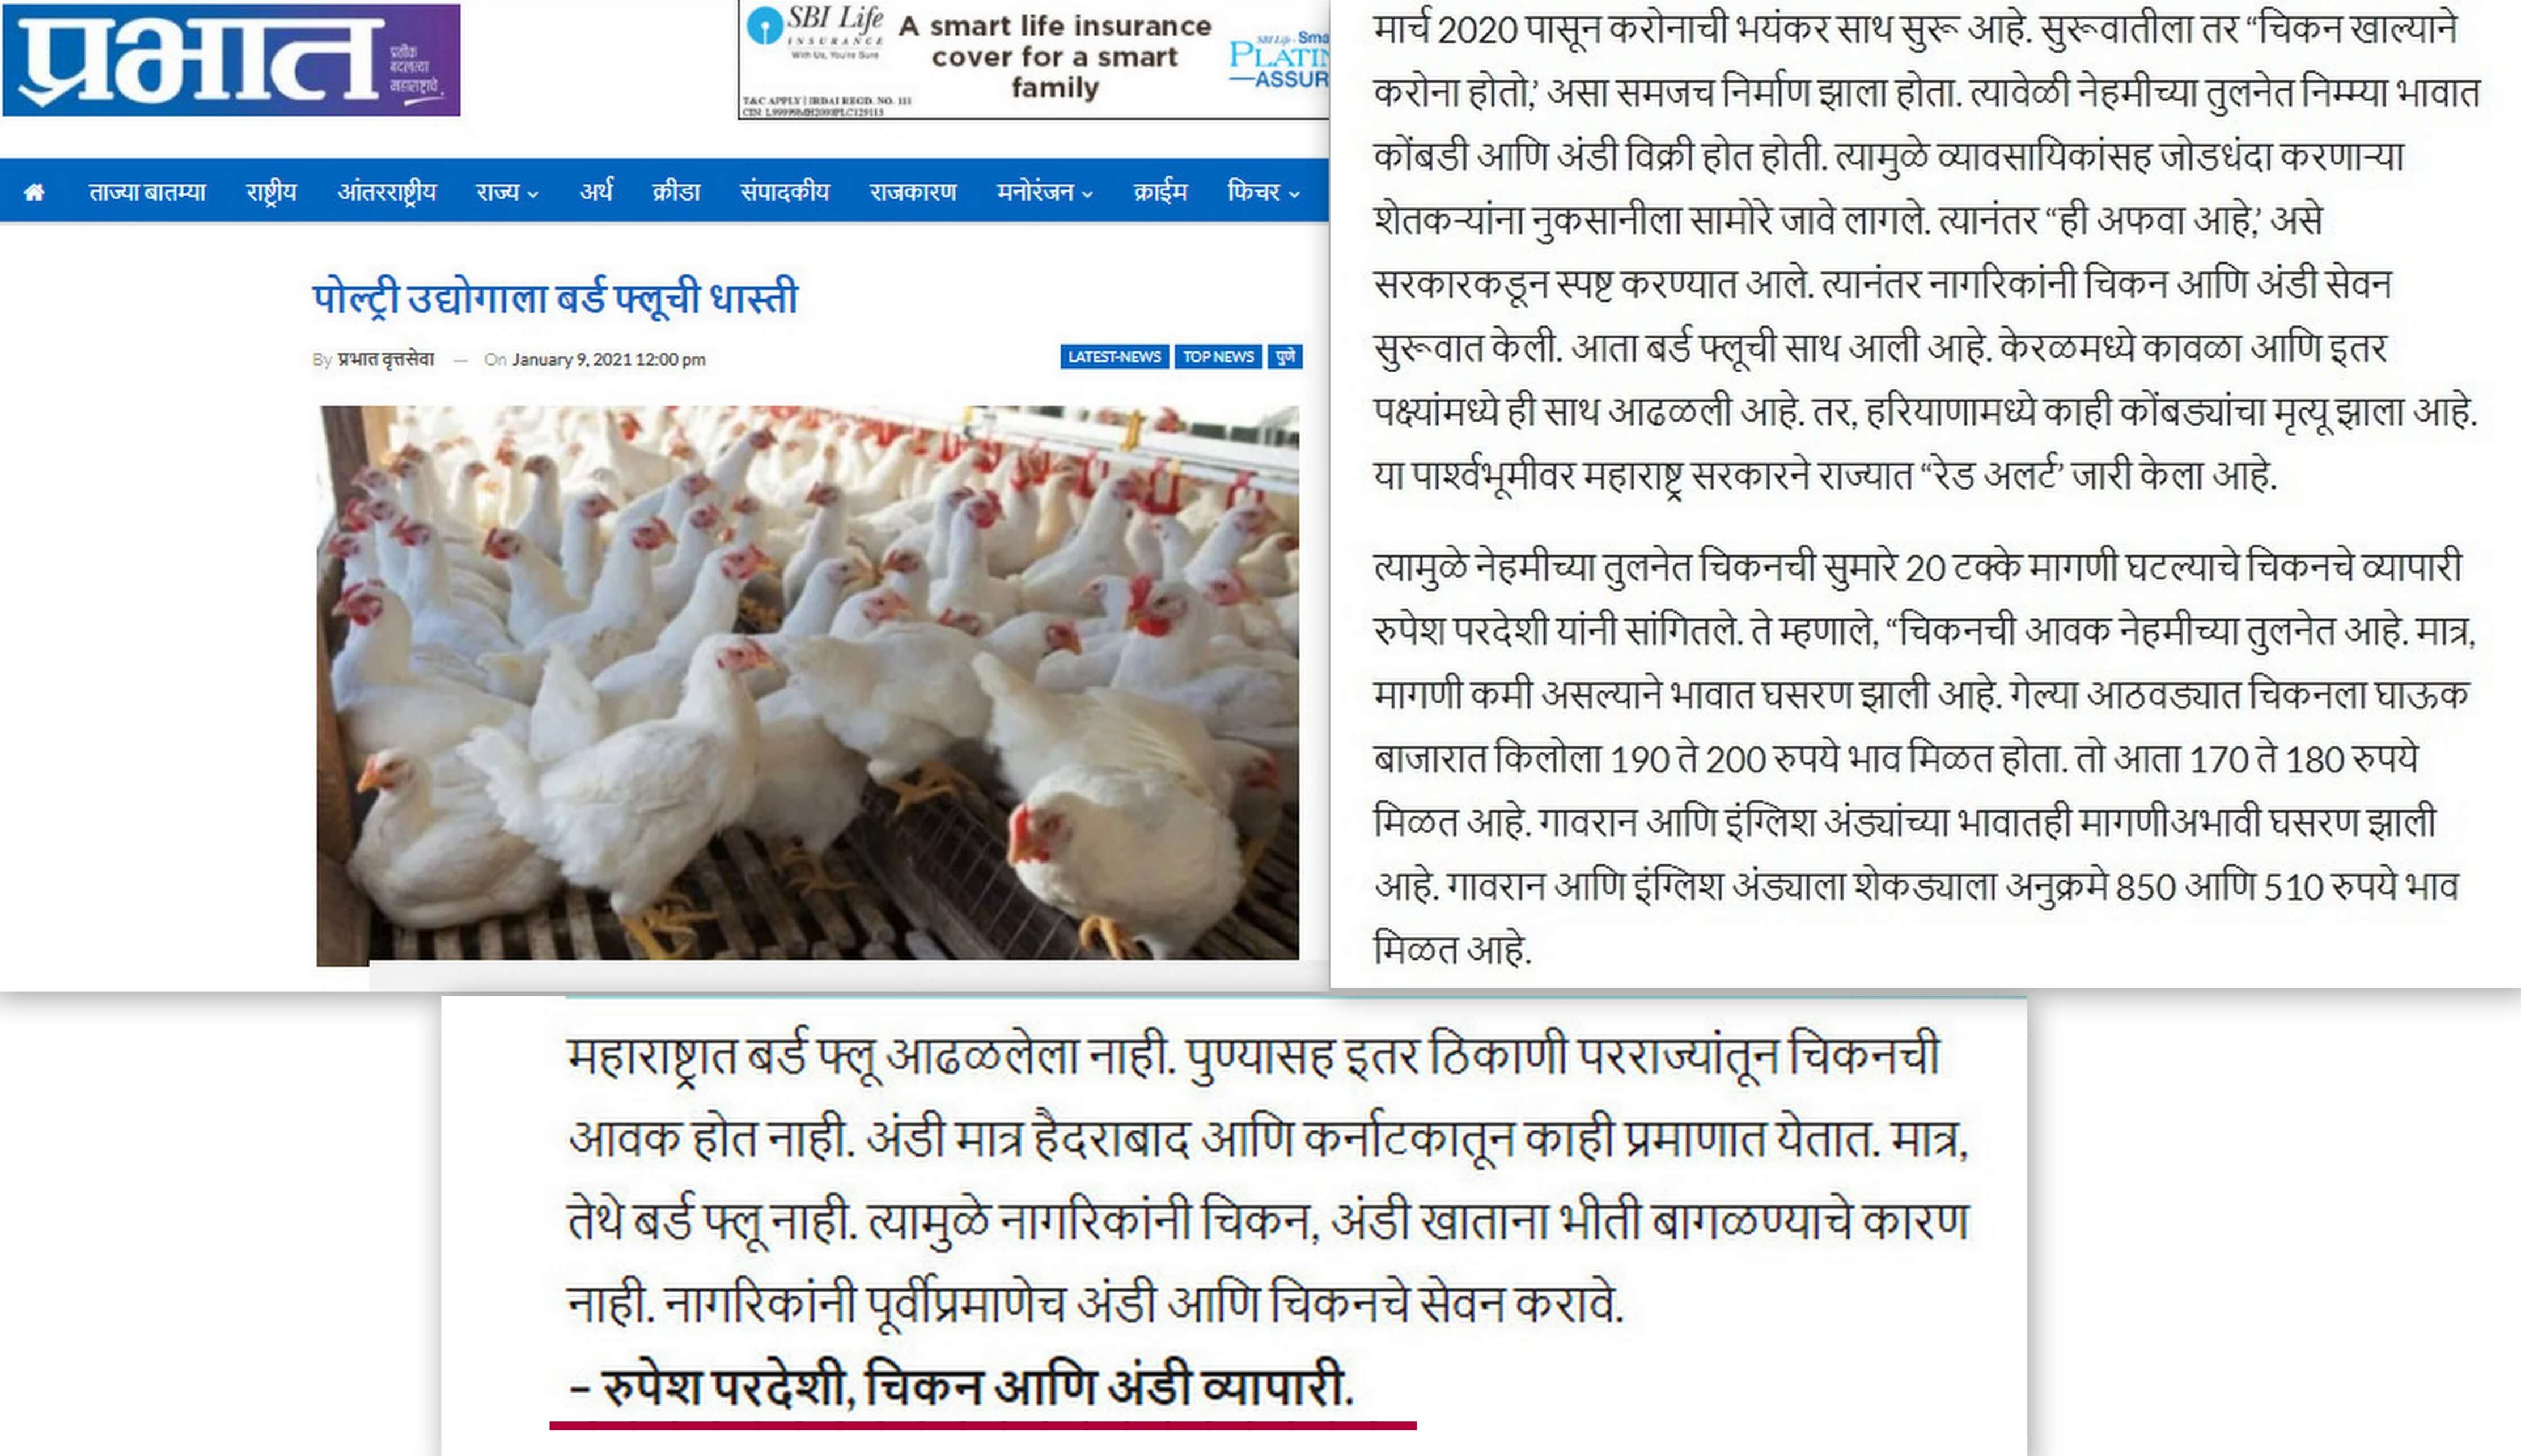 प्रभात
प्रतीक
बदलत्या
महाराष्ट्राचे
SBI Life
INSURANCE
With Us, You're Sure
A smart life insurance
cover for a smart
family
SBI Life - Sma
PLATIN
ASSUR
T&C APPLY | IRDAI REGD. NO. 111
CIN: L99999MH2000PLC129113
ताज्या बातम्या राष्ट्रीय आंतरराष्ट्रीय राज्य अर्थ क्रीडा संपादकीय राजकारण मनोरंजन क्राईम फिचर
पोल्ट्री उद्योगाला बर्ड फ्लूची धास्ती
By प्रभात वृत्तसेवा — On January 9, 2021 12:00 pm
LATEST-NEWS TOP NEWS पुणे
मार्च 2020 पासून करोनाची भयंकर साथ सुरू आहे. सुरूवातीला तर “चिकन खाल्याने
करोना होतो,’ असा समजच निर्माण झाला होता. त्यावेळी नेहमीच्या तुलनेत निम्म्या भावात
कोंबडी आणि अंडी विक्री होत होती. त्यामुळे व्यावसायिकांसह जोडधंदा करणाऱ्या
शेतकऱ्यांना नुकसानीला सामोरे जावे लागले. त्यानंतर “ही अफवा आहे,’ असे
सरकारकडून स्पष्ट करण्यात आले. त्यानंतर नागरिकांनी चिकन आणि अंडी सेवन
सुरूवात केली. आता बर्ड फ्लूची साथ आली आहे. केरळमध्ये कावळा आणि इतर
पक्ष्यांमध्ये ही साथ आढळली आहे. तर, हरियाणामध्ये काही कोंबड्यांचा मृत्यू झाला आहे.
या पार्श्वभूमीवर महाराष्ट्र सरकारने राज्यात “रेड अलर्ट’ जारी केला आहे.
त्यामुळे नेहमीच्या तुलनेत चिकनची सुमारे 20 टक्के मागणी घटल्याचे चिकनचे व्यापारी
रुपेश परदेशी यांनी सांगितले. ते म्हणाले, “चिकनची आवक नेहमीच्या तुलनेत आहे. मात्र,
मागणी कमी असल्याने भावात घसरण झाली आहे. गेल्या आठवड्यात चिकनला घाऊक
बाजारात किलोला 190 ते 200 रुपये भाव मिळत होता. तो आता 170 ते 180 रुपये
मिळत आहे. गावरान आणि इंग्लिश अंड्यांच्या भावातही मागणीअभावी घसरण झाली
आहे. गावरान आणि इंग्लिश अंड्याला शेकड्याला अनुक्रमे 850 आणि 510 रुपये भाव
मिळत आहे.
महाराष्ट्रात बर्ड फ्लू आढळलेला नाही. पुण्यासह इतर ठिकाणी परराज्यांतून चिकनची
आवक होत नाही. अंडी मात्र हैदराबाद आणि कर्नाटकातून काही प्रमाणात येतात. मात्र,
तेथे बर्ड फ्लू नाही. त्यामुळे नागरिकांनी चिकन, अंडी खाताना भीती बागळण्याचे कारण
नाही. नागरिकांनी पूर्वीप्रमाणेच अंडी आणि चिकनचे सेवन करावे.
– रुपेश परदेशी, चिकन आणि अंडी व्यापारी.